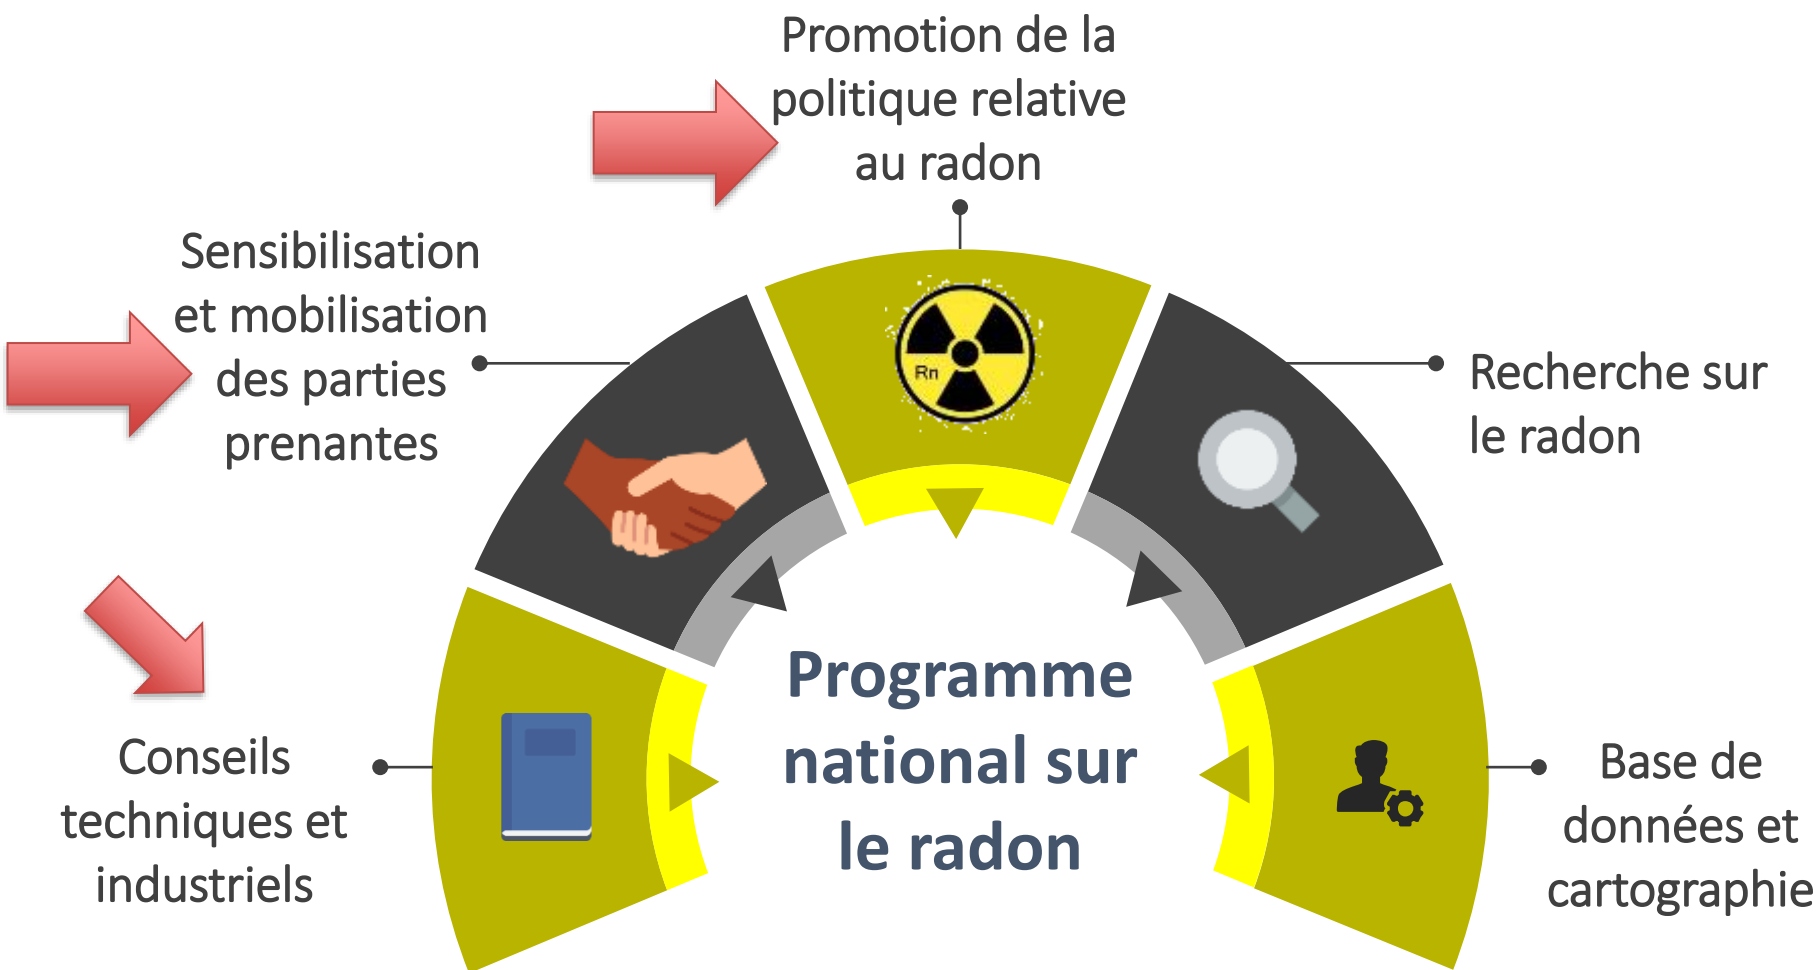 Promotion de la
politique relative
au radon
Sensibilisation
et mobilisation
des parties
prenantes
Rn
Recherche sur
le radon
Conseils
techniques et
industriels
Programme
national sur
le radon
Base de
données et
cartographie